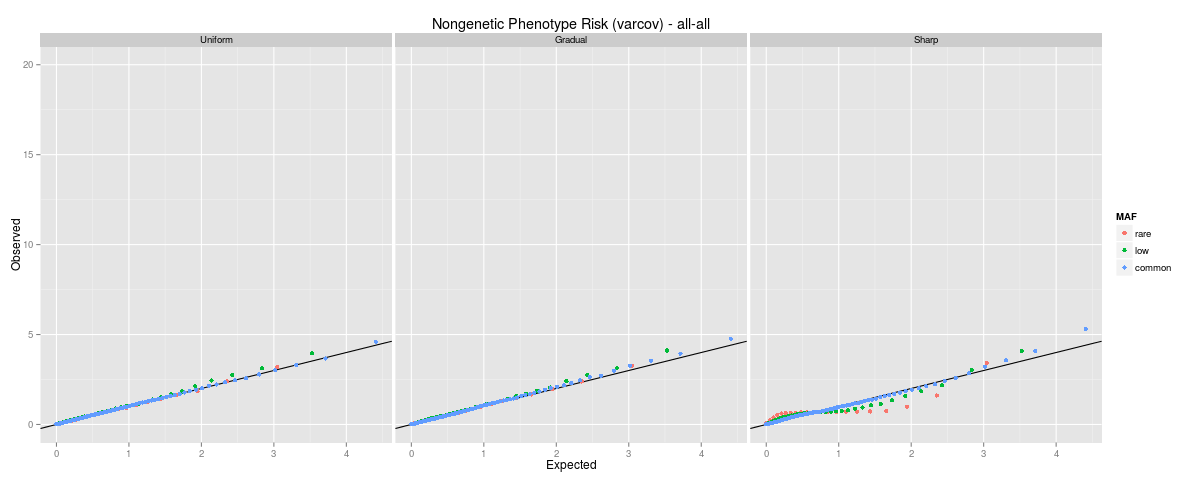 Nongenetic Phenotype Risk (varcov) - all-all
Uniform
Gradual
Sharp
20
15
10
5
0
Observed
0 1 2 3 4
0 1 2 3 4
0 1 2 3 4
Expected
MAF
rare
low
common